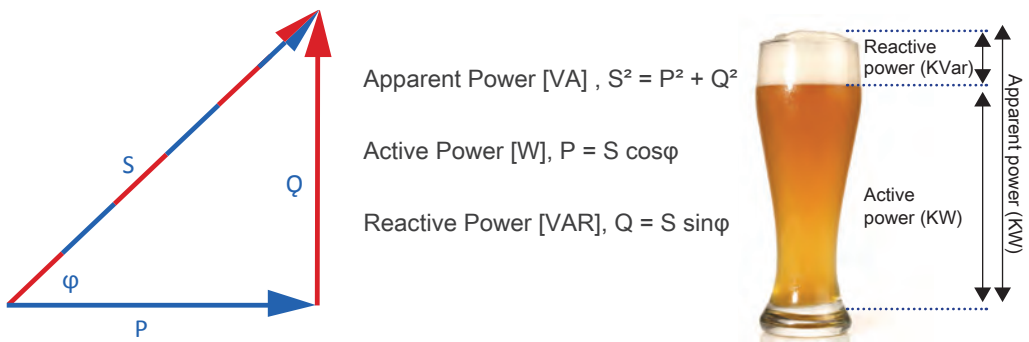 S
Q
φ
P
Apparent Power [VA] , S² = P² + Q²
Active Power [W], P = S cosφ
Reactive Power [VAR], Q = S sinφ
Reactive
power (KVar)
Active
power (KW)
Apparent power (KW)